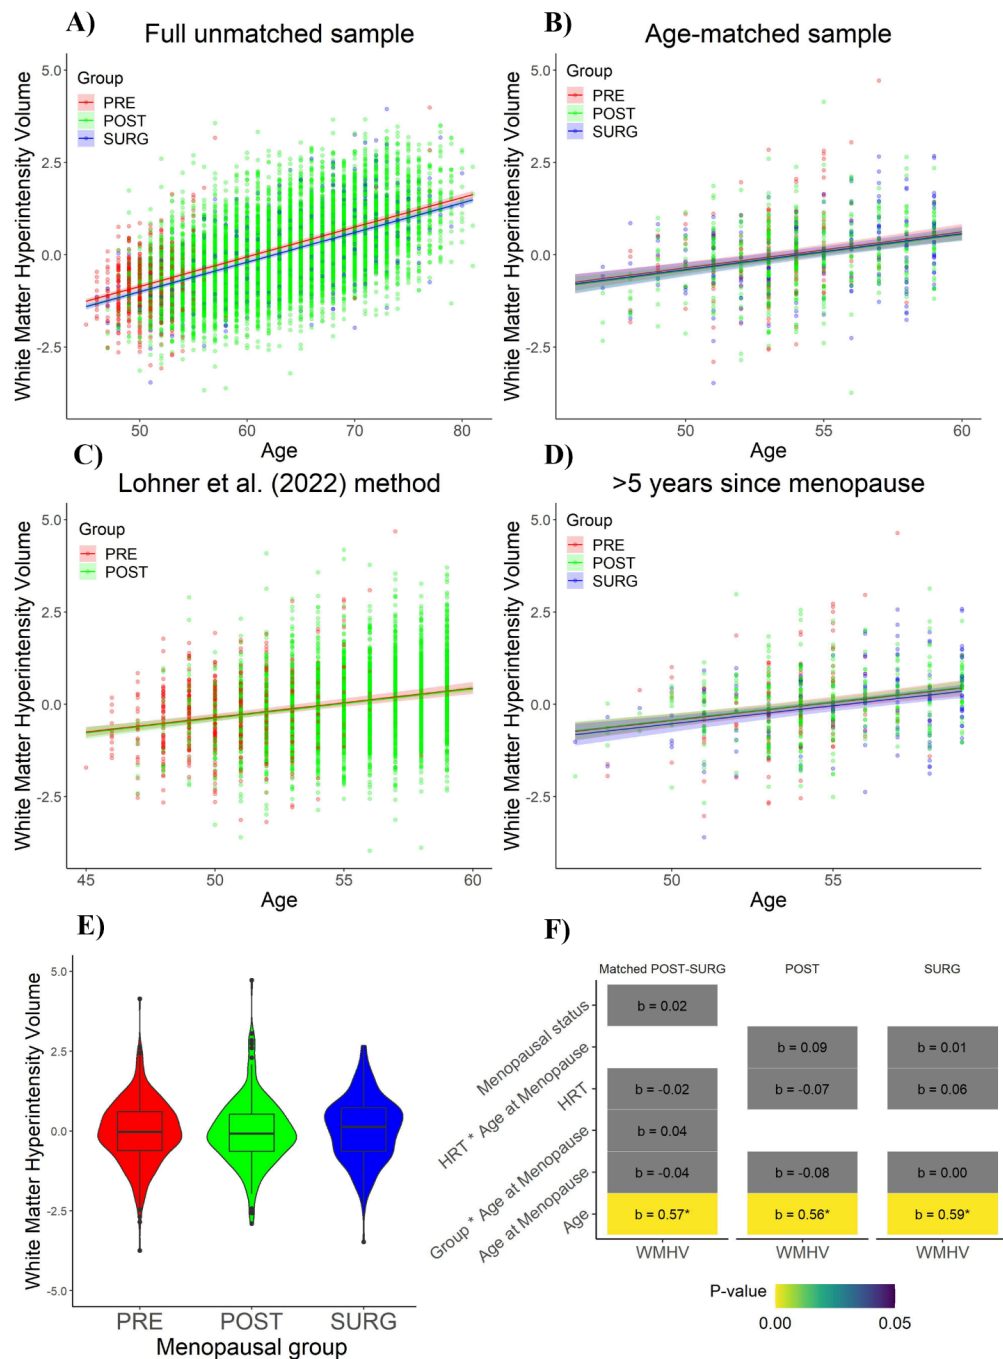 A)
Full unmatched sample
White Matter Hyperintensity Volume
5.0
2.5
0.0
-2.5
Group
PRE
POST
SURG
50
60
70
80
Age
B)
Age-matched sample
White Matter Hyperintensity Volume
5.0
2.5
0.0
-2.5
Group
PRE
POST
SURG
50
55
60
Age
C)
Lohner et al. (2022) method
White Matter Hyperintensity Volume
5.0
2.5
0.0
-2.5
Group
PRE
POST
45
50
55
60
Age
D)
>5 years since menopause
White Matter Hyperintensity Volume
5.0
2.5
0.0
-2.5
Group
PRE
POST
SURG
50
55
Age
E)
White Matter Hyperintensity Volume
5.0
2.5
0.0
-2.5
-5.0
PRE
POST
SURG
Menopausal group
F)
Matched POST-SURG
POST
SURG
Menopausal status
HRT * Age at Menopause
HRT
Group * Age at Menopause
Age at Menopause
Age
b = 0.02
b = 0.09
b = 0.01
b = -0.02
b = -0.07
b = 0.06
b = 0.04
b = -0.04
b = -0.08
b = 0.00
b = 0.57*
b = 0.56*
b = 0.59*
WMHV
WMHV
WMHV
P-value
0.00
0.05